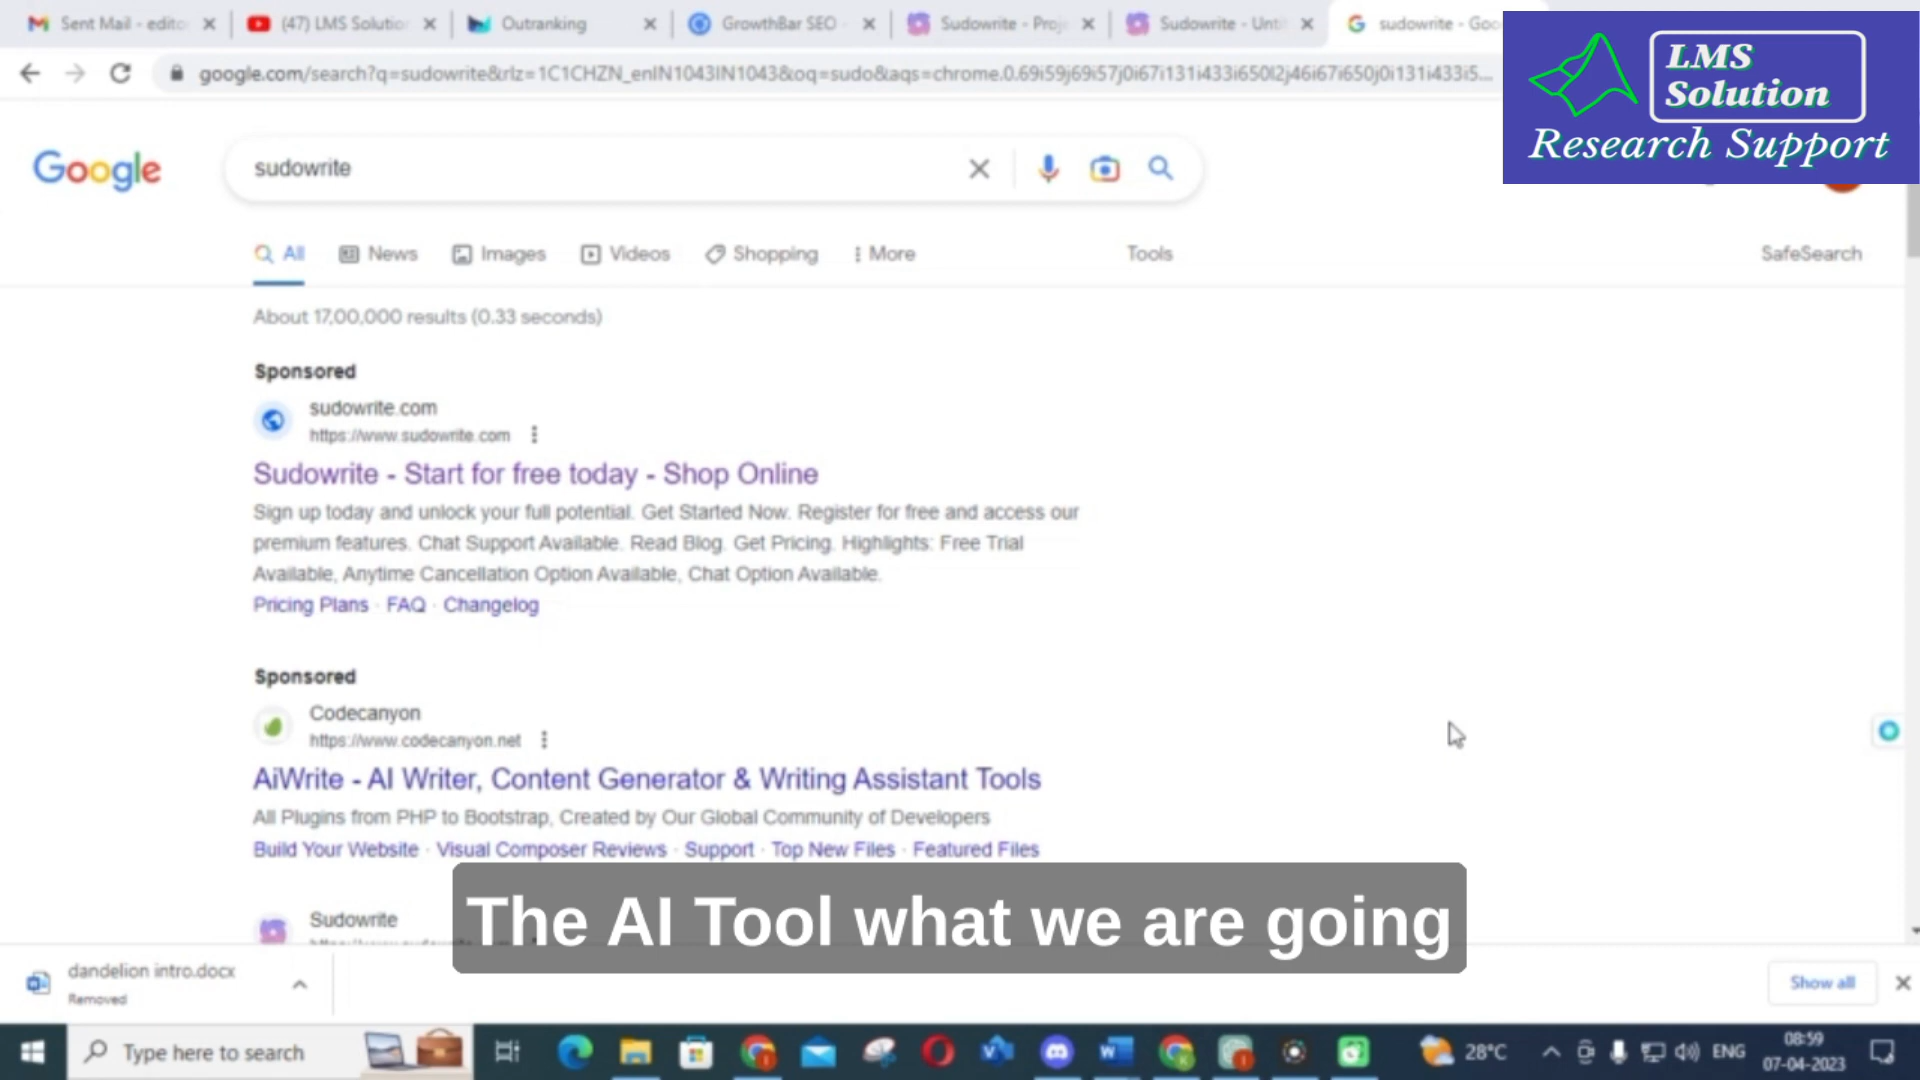 Sent Mail - edito
(47) LMS Solutio
Outranking
GrowthBar SEO -
Sudowrite - Proj
Sudowrite - Unti
sudowrite - Goo
google.com/search?q=sudowrite&rlz=1C1CHZN_enIN1043IN1043&oq=sudo&aqs=chrome.0.69i59j69i57j0i67i131i433i650l2j46i67i650j0i131i433i5...
LMS
Solution
Research Support
Google
sudowrite
All
News
Images
Videos
Shopping
More
Tools
SafeSearch
About 17,00,000 results (0.33 seconds)
Sponsored
sudowrite.com
https://www.sudowrite.com
Sudowrite - Start for free today - Shop Online
Sign up today and unlock your full potential. Get Started Now. Register for free and access our
premium features. Chat Support Available. Read Blog. Get Pricing. Highlights: Free Trial
Available, Anytime Cancellation Option Available, Chat Option Available.
Pricing Plans · FAQ · Changelog
Sponsored
Codecanyon
https://www.codecanyon.net
AiWrite - AI Writer, Content Generator & Writing Assistant Tools
All Plugins from PHP to Bootstrap, Created by Our Global Community of Developers
Build Your Website · Visual Composer Reviews · Support · Top New Files · Featured Files
Sudowrite
The AI Tool what we are going
dandelion intro.docx
Removed
Show all
Type here to search
28°C
ENG
08:59
07-04-2023